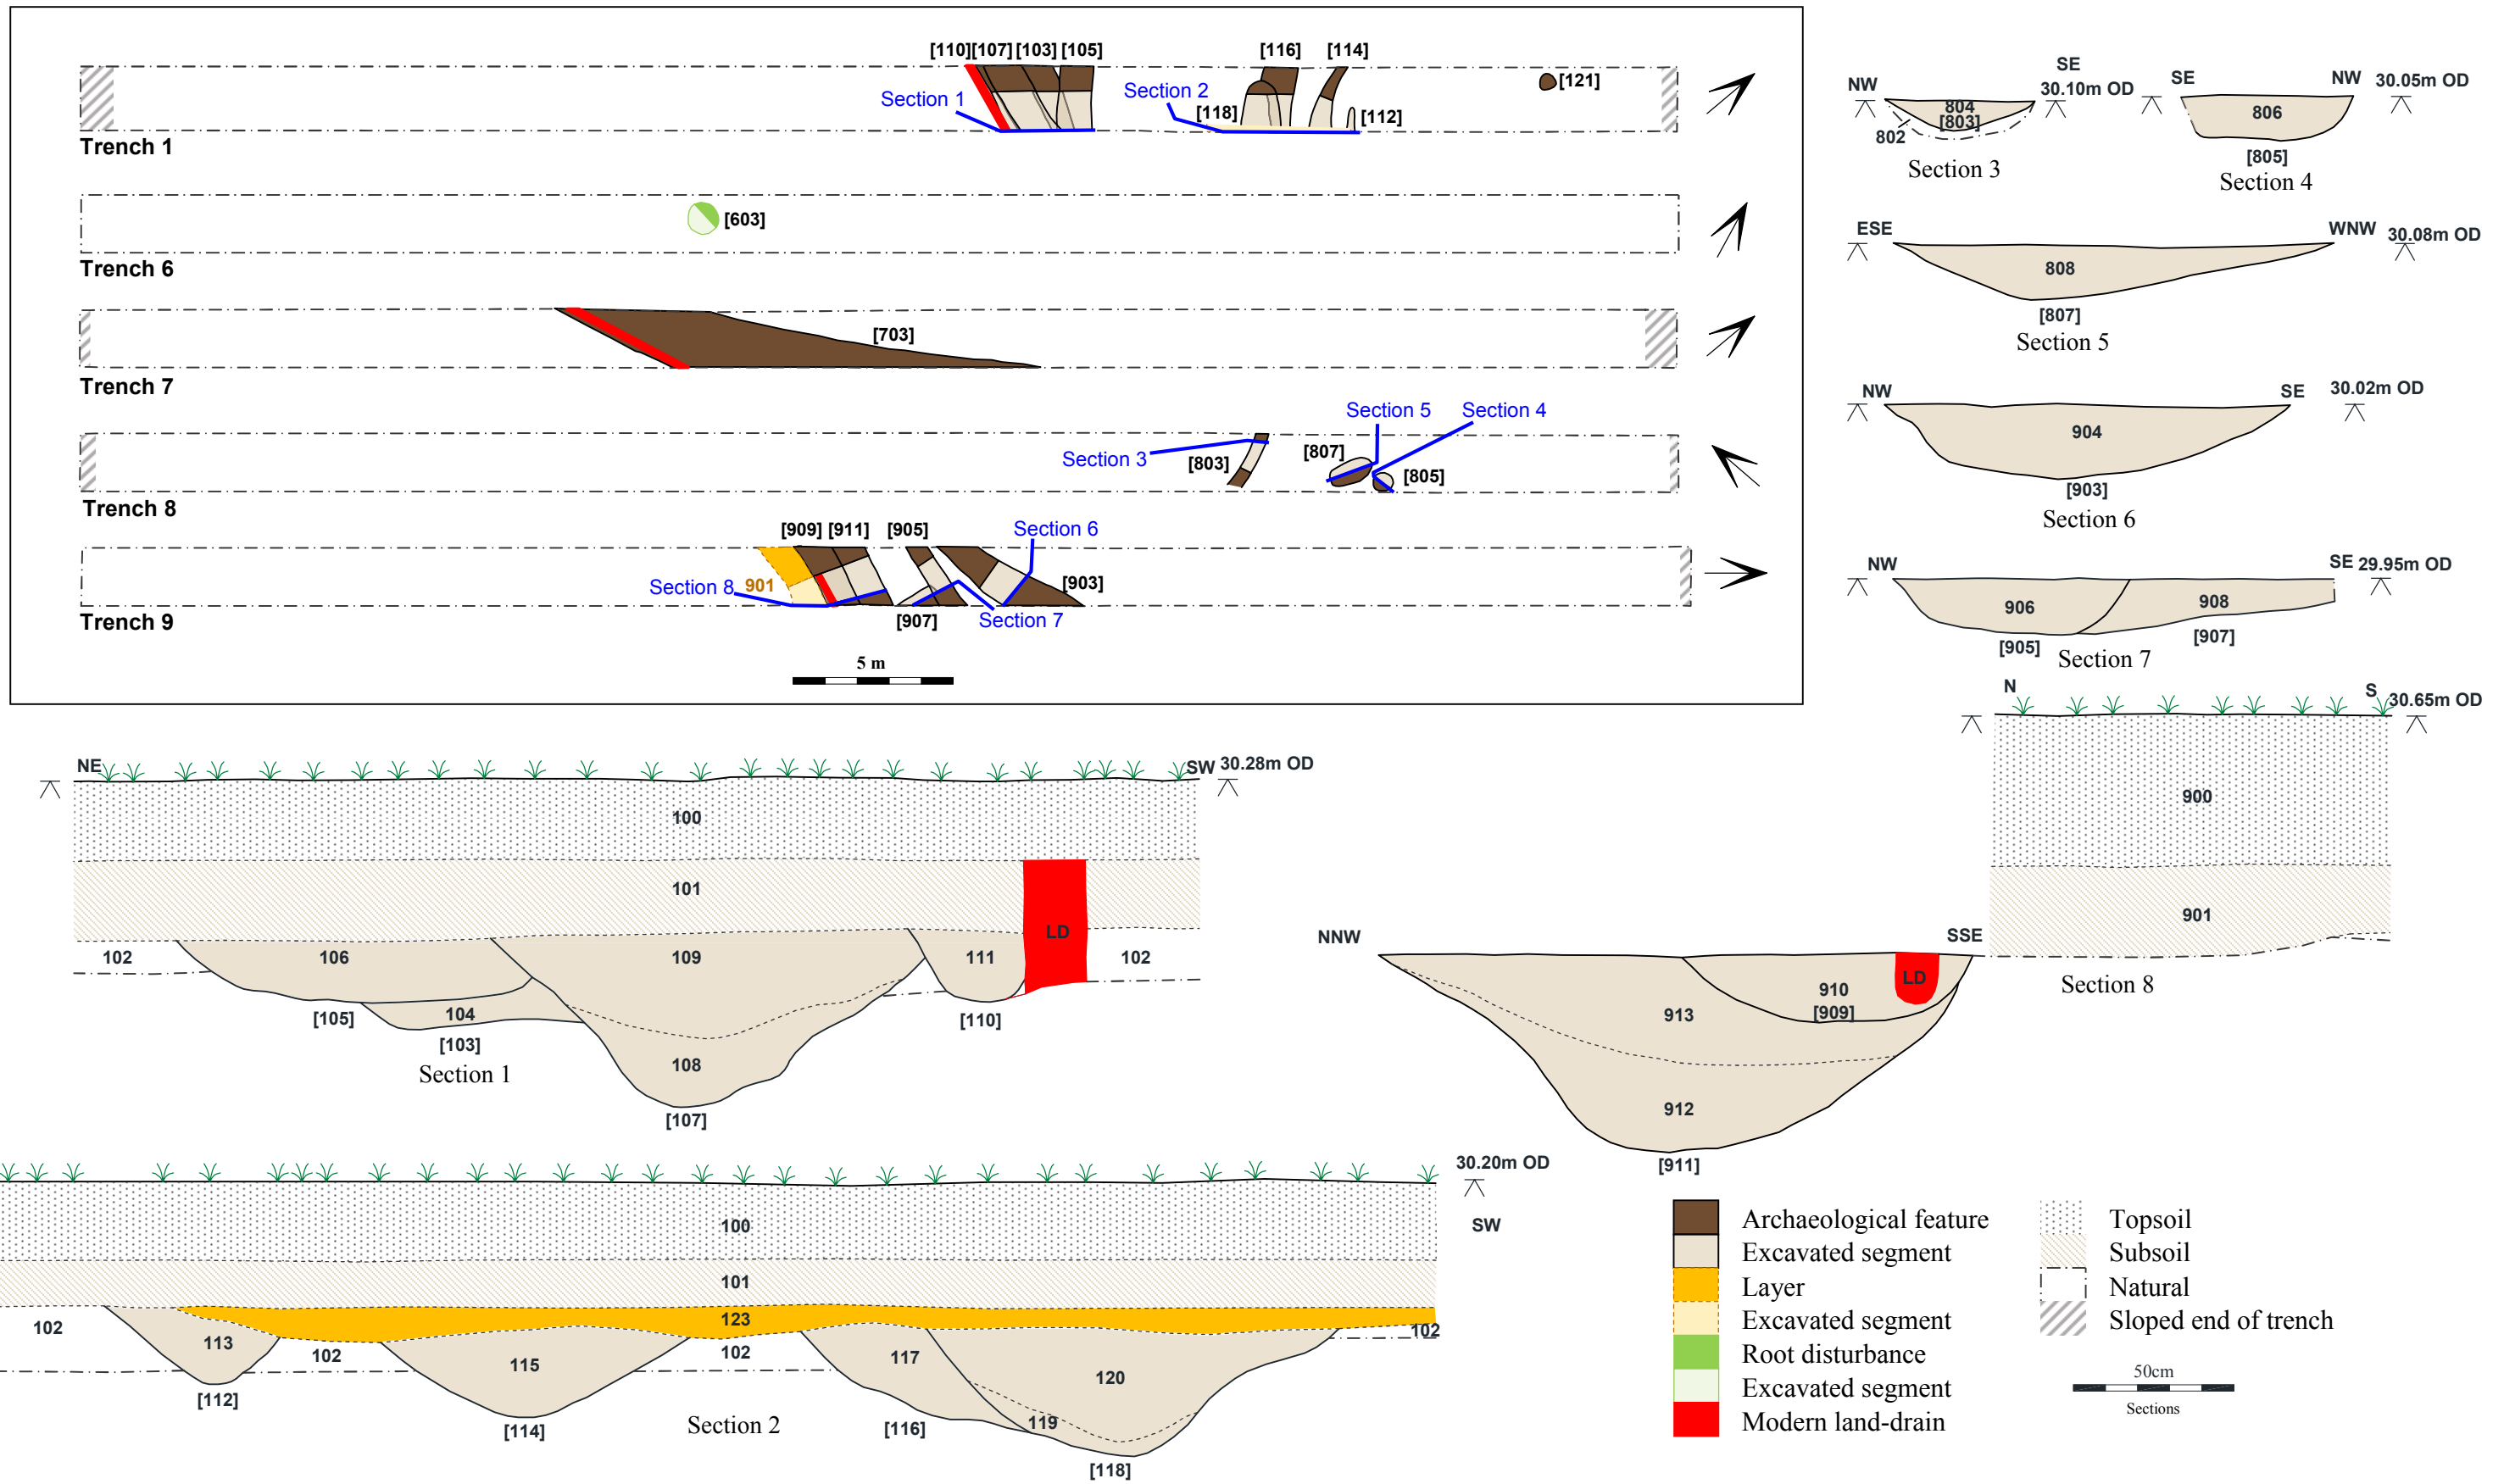 [110] [107] [103] [105] [116] [114]
[121]
Section 1
Section 2
[118]
[112]
Trench 1
[603]
Trench 6
[703]
Trench 7
Section 5
Section 4
Section 3
[803]
[807]
[805]
Trench 8
[909] [911] [905]
Section 6
Section 8
901
[903]
[907]
Section 7
Trench 9
5 m
NW
SE
30.10m OD
804
[803]
802
Section 3
SE
NW
30.05m OD
806
[805]
Section 4
ESE
WNW
30.08m OD
808
[807]
Section 5
NW
SE
30.02m OD
904
[903]
Section 6
NW
SE
29.95m OD
906
908
[905]
[907]
Section 7
N
S
30.65m OD
900
901
NNW
SSE
LD
910
[909]
913
912
[911]
Section 8
NE
SW
30.28m OD
100
101
LD
102
106
109
111
102
[105]
104
[110]
[103]
108
Section 1
[107]
30.20m OD
SW
100
101
123
102
113
102
115
102
117
120
102
[112]
119
[114]
Section 2
[116]
[118]
Archaeological feature
Excavated segment
Layer
Excavated segment
Root disturbance
Excavated segment
Modern land-drain
Topsoil
Subsoil
Natural
Sloped end of trench
50cm
Sections